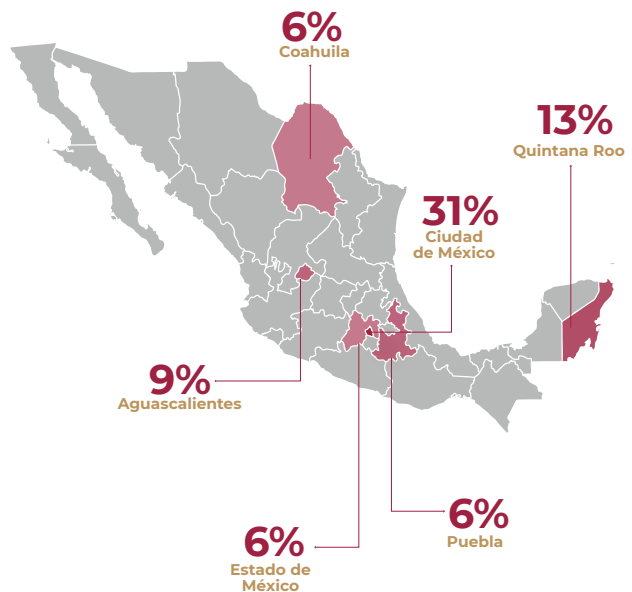 6%
Coahuila
13%
Quintana Roo
31%
Ciudad
de México
9%
Aguascalientes
6%
Puebla
6%
Estado de
México